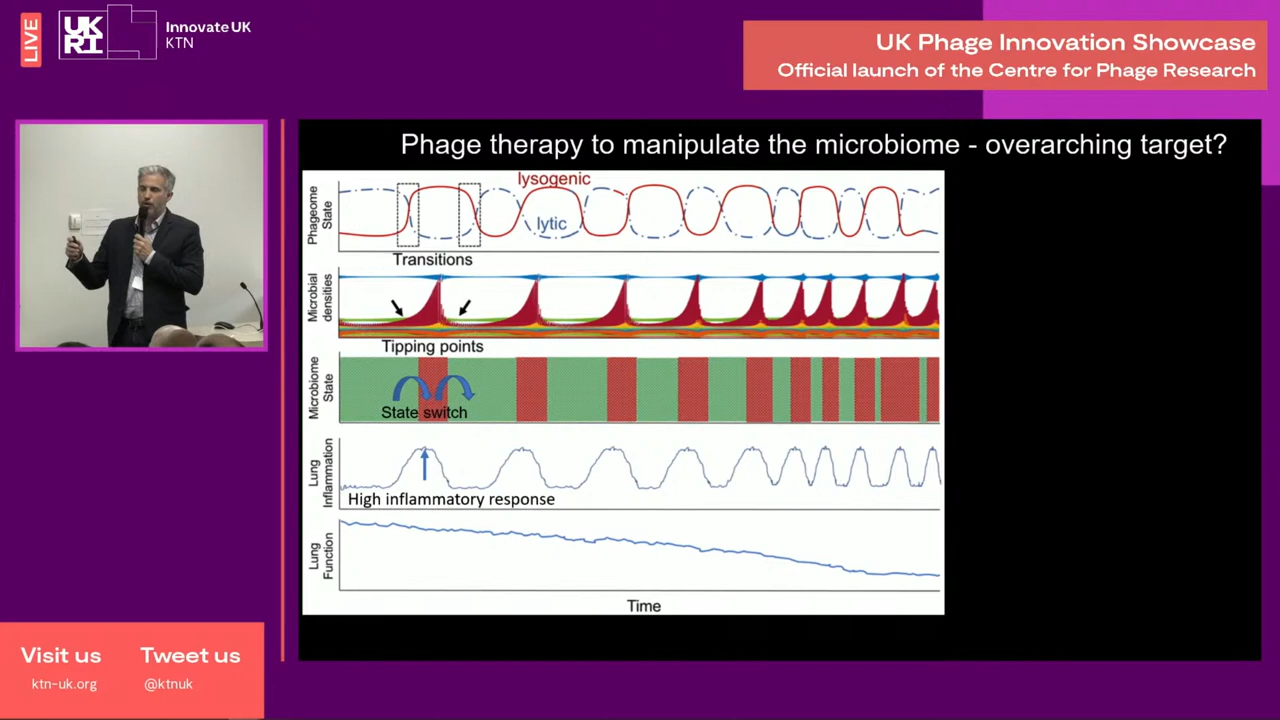 LIVE
UK
RI
Innovate UK
KTN
UK Phage Innovation Showcase
Official launch of the Centre for Phage Research
Phage therapy to manipulate the microbiome - overarching target?
Phageome
State
lysogenic
lytic
Transitions
Microbial
densities
Tipping points
Microbiome
State
State switch
Lung
Inflammation
High inflammatory response
Lung
Function
Time
Visit us
ktn-uk.org
Tweet us
@ktnuk